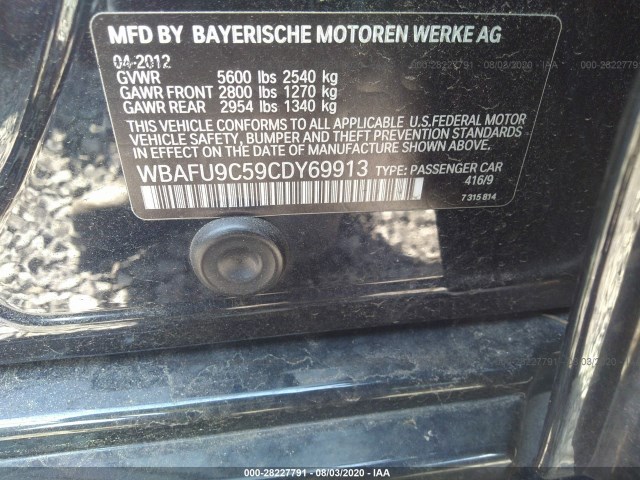 MFD BY BAYERISCHE MOTOREN WERKE AG
04-2012
GVWR 5600 lbs 2540 kg
GAWR FRONT 2800 lbs 1270 kg
GAWR REAR 2954 lbs 1340 kg
THIS VEHICLE CONFORMS TO ALL APPLICABLE U.S.FEDERAL MOTOR
VEHICLE SAFETY, BUMPER, AND THEFT PREVENTION STANDARDS
IN EFFECT ON THE DATE OF MANUFACTURE SHOWN ABOVE.
WBAFU9C59CDY69913 TYPE: PASSENGER CAR
416/9
7 315 814
000-28227791 - 08/03/2020 - IAA
000-28227791 - 08/03/2020 - IAA